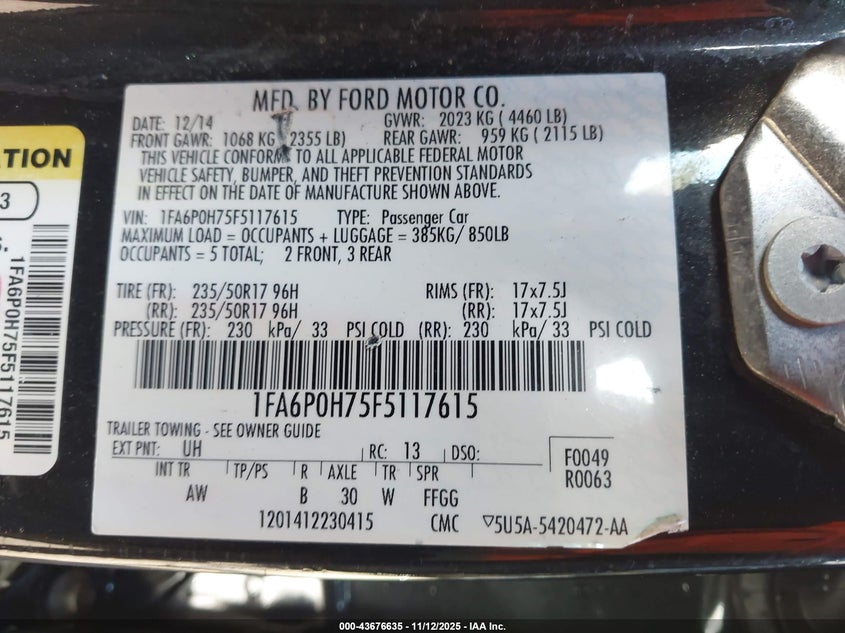 MFD. BY FORD MOTOR CO.
DATE: 12/14 GVWR: 2023 KG ( 4460 LB)
FRONT GAWR: 1068 KG 2355 LB) REAR GAWR: 959 KG ( 2115 LB)
THIS VEHICLE CONFORMS TO ALL APPLICABLE FEDERAL MOTOR
VEHICLE SAFETY, BUMPER, AND THEFT PREVENTION STANDARDS
IN EFFECT ON THE DATE OF MANUFACTURE SHOWN ABOVE.
VIN: 1FA6P0H75F5117615 TYPE: Passenger Car
MAXIMUM LOAD = OCCUPANTS + LUGGAGE = 385KG/ 850LB
OCCUPANTS = 5 TOTAL; 2 FRONT, 3 REAR
TIRE (FR): 235/50R17 96H RIMS (FR): 17x7.5J
(RR): 235/50R17 96H (RR): 17x7.5J
PRESSURE (FR): 230 kPa/ 33 PSI COLD (RR): 230 kPa/ 33 PSI COLD
1FA6P0H75F5117615
TRAILER TOWING - SEE OWNER GUIDE
EXT PNT: UH RC: 13 DSO:
INT TR TP/PS R AXLE TR SPR
AW B 30 W FFGG
F0049
R0063
1201412230415 CMC ▽5U5A-5420472-AA
ATION
3
S.
1FA6P0H75F5117615
000-43676635 - 11/12/2025 - IAA Inc.